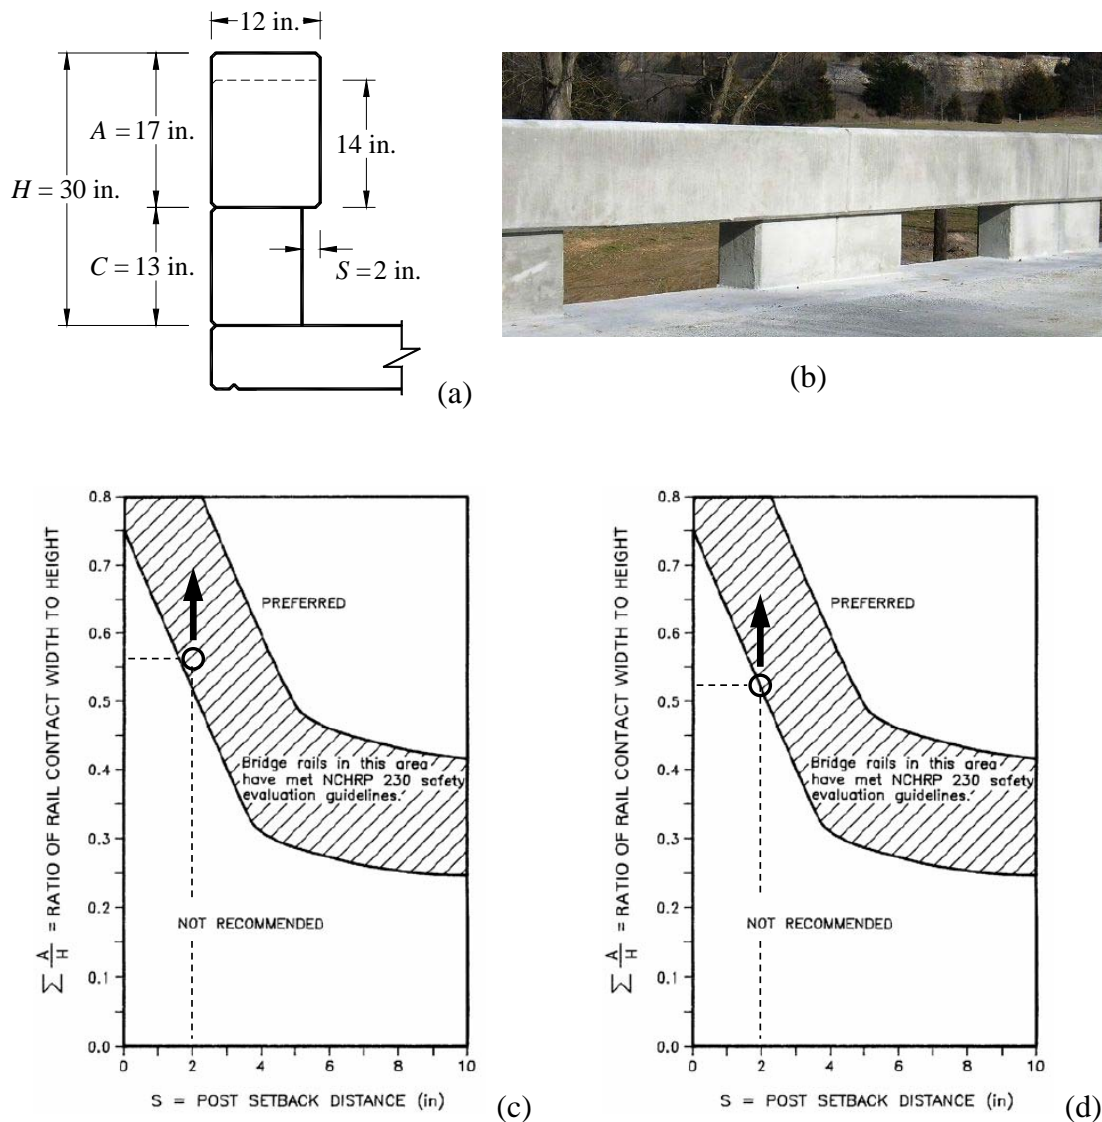 12 in.
A = 17 in.
14 in.
H = 30 in.
C = 13 in.
S = 2 in.
(a)
(b)
0.8
0.7
0.6
0.5
0.4
0.3
0.2
0.1
0.0
∑ A/H = RATIO OF RAIL CONTACT WIDTH TO HEIGHT
PREFERRED
Bridge rails in this area
have met NCHRP 230 safety
evaluation guidelines.
NOT RECOMMENDED
0 2 4 6 8 10
S = POST SETBACK DISTANCE (in)
(c)
0.8
0.7
0.6
0.5
0.4
0.3
0.2
0.1
0.0
∑ A/H = RATIO OF RAIL CONTACT WIDTH TO HEIGHT
PREFERRED
Bridge rails in this area
have met NCHRP 230 safety
evaluation guidelines.
NOT RECOMMENDED
0 2 4 6 8 10
S = POST SETBACK DISTANCE (in)
(d)